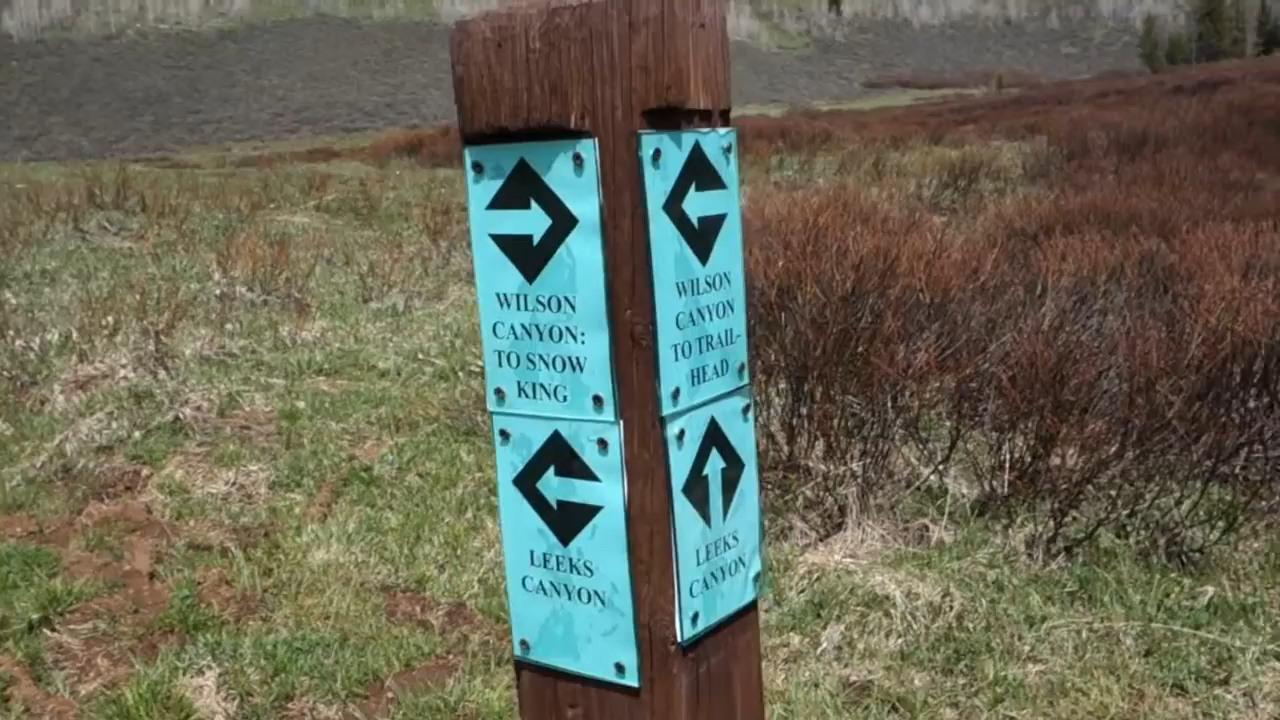 WILSON
CANYON:
TO SNOW
KING
LEEKS
CANYON
WILSON
CANYON
TO TRAIL-
HEAD
LEEKS
CANYON